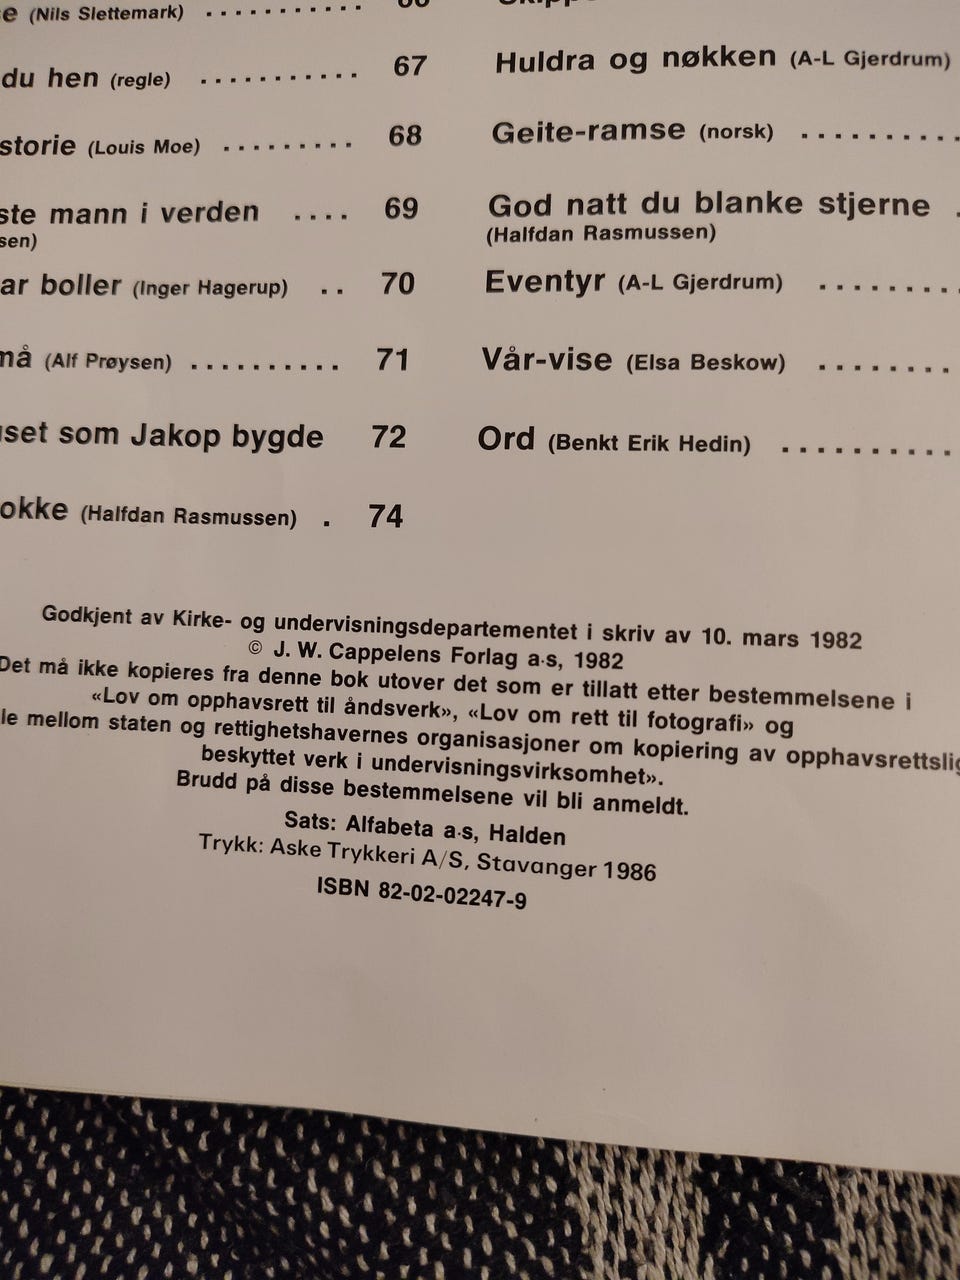 e (Nils Slettemark) ...........
du hen (regle) ........... 67
storie (Louis Moe) ......... 68
ste mann i verden .... 69
sen)
ar boller (Inger Hagerup) .. 70
må (Alf Prøysen) .......... 71
set som Jakop bygde 72
okke (Halfdan Rasmussen) . 74
Huldra og nøkken (A-L Gjerdrum)
Geite-ramse (norsk) ..........
God natt du blanke stjerne .
(Halfdan Rasmussen)
Eventyr (A-L Gjerdrum) .........
Vår-vise (Elsa Beskow) ........
Ord (Benkt Erik Hedin) ..........
Godkjent av Kirke- og undervisningsdepartementet i skriv av 10. mars 1982
© J. W. Cappelens Forlag a·s, 1982
Det må ikke kopieres fra denne bok utover det som er tillatt etter bestemmelsene i
«Lov om opphavsrett til åndsverk», «Lov om rett til fotografi» og
le mellom staten og rettighetshavernes organisasjoner om kopiering av opphavsrettslig
beskyttet verk i undervisningsvirksomhet».
Brudd på disse bestemmelsene vil bli anmeldt.
Sats: Alfabeta a·s, Halden
Trykk: Aske Trykkeri A/S, Stavanger 1986
ISBN 82-02-02247-9